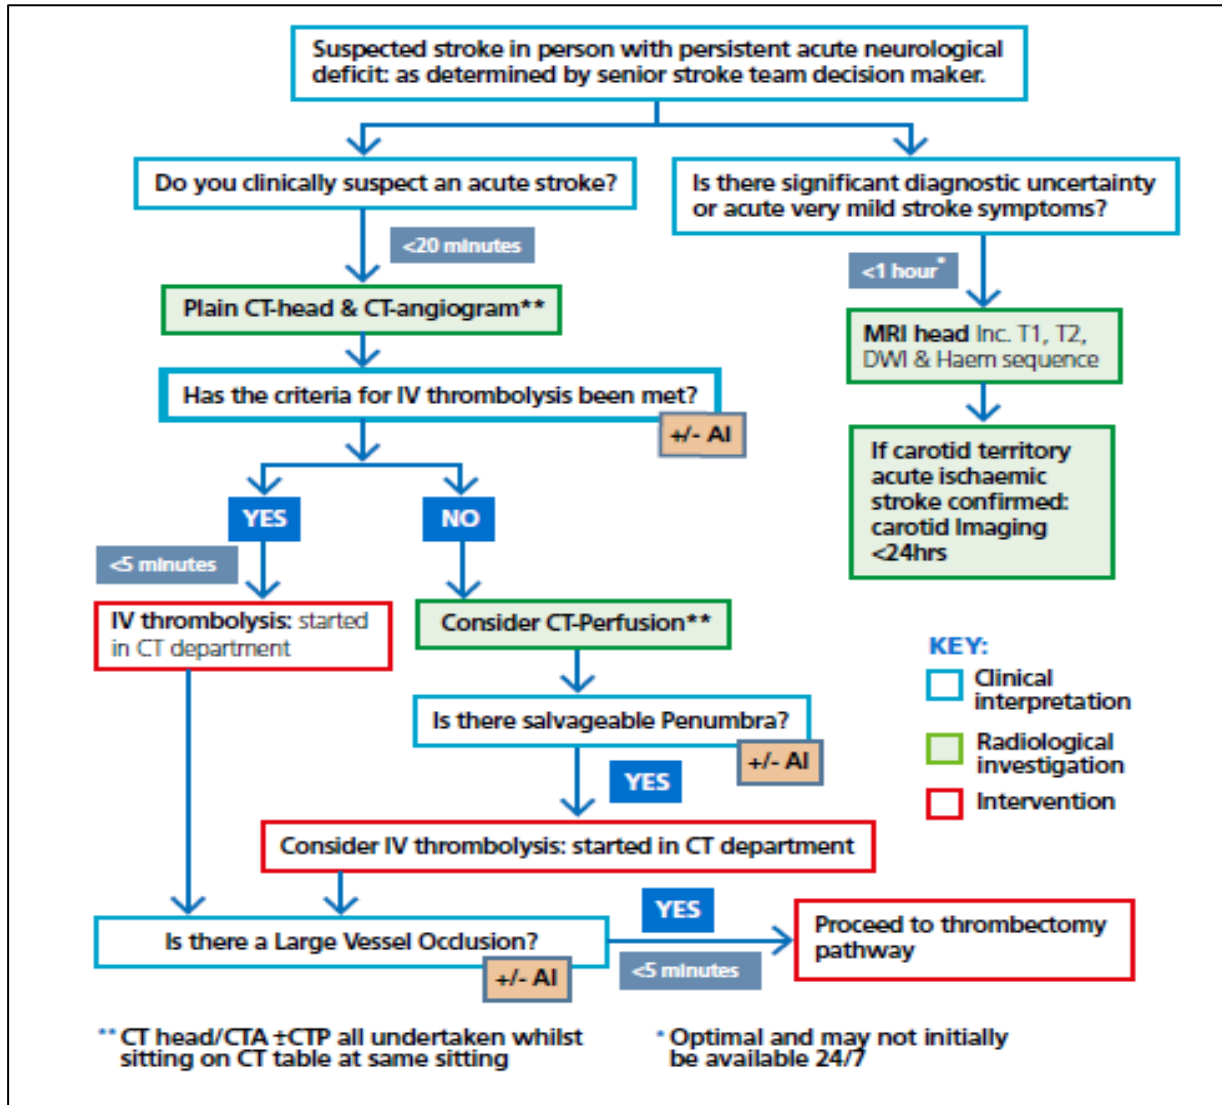 Suspected stroke in person with persistent acute neurological
deficit: as determined by senior stroke team decision maker.
Do you clinically suspect an acute stroke?
Is there significant diagnostic uncertainty
or acute very mild stroke symptoms?
<20 minutes
<1 hour*
Plain CT-head & CT-angiogram**
MRI head Inc. T1, T2,
DWI & Haem sequence
Has the criteria for IV thrombolysis been met?
+/- AI
If carotid territory
acute ischaemic
stroke confirmed:
carotid Imaging
<24hrs
YES
NO
<5 minutes
IV thrombolysis: started
in CT department
Consider CT-Perfusion**
Is there salvageable Penumbra?
+/- AI
YES
KEY:
Clinical
interpretation
Radiological
investigation
Intervention
Consider IV thrombolysis: started in CT department
Is there a Large Vessel Occlusion?
+/- AI
YES
<5 minutes
Proceed to thrombectomy
pathway
** CT head/CTA ±CTP all undertaken whilst
sitting on CT table at same sitting
* Optimal and may not initially
be available 24/7